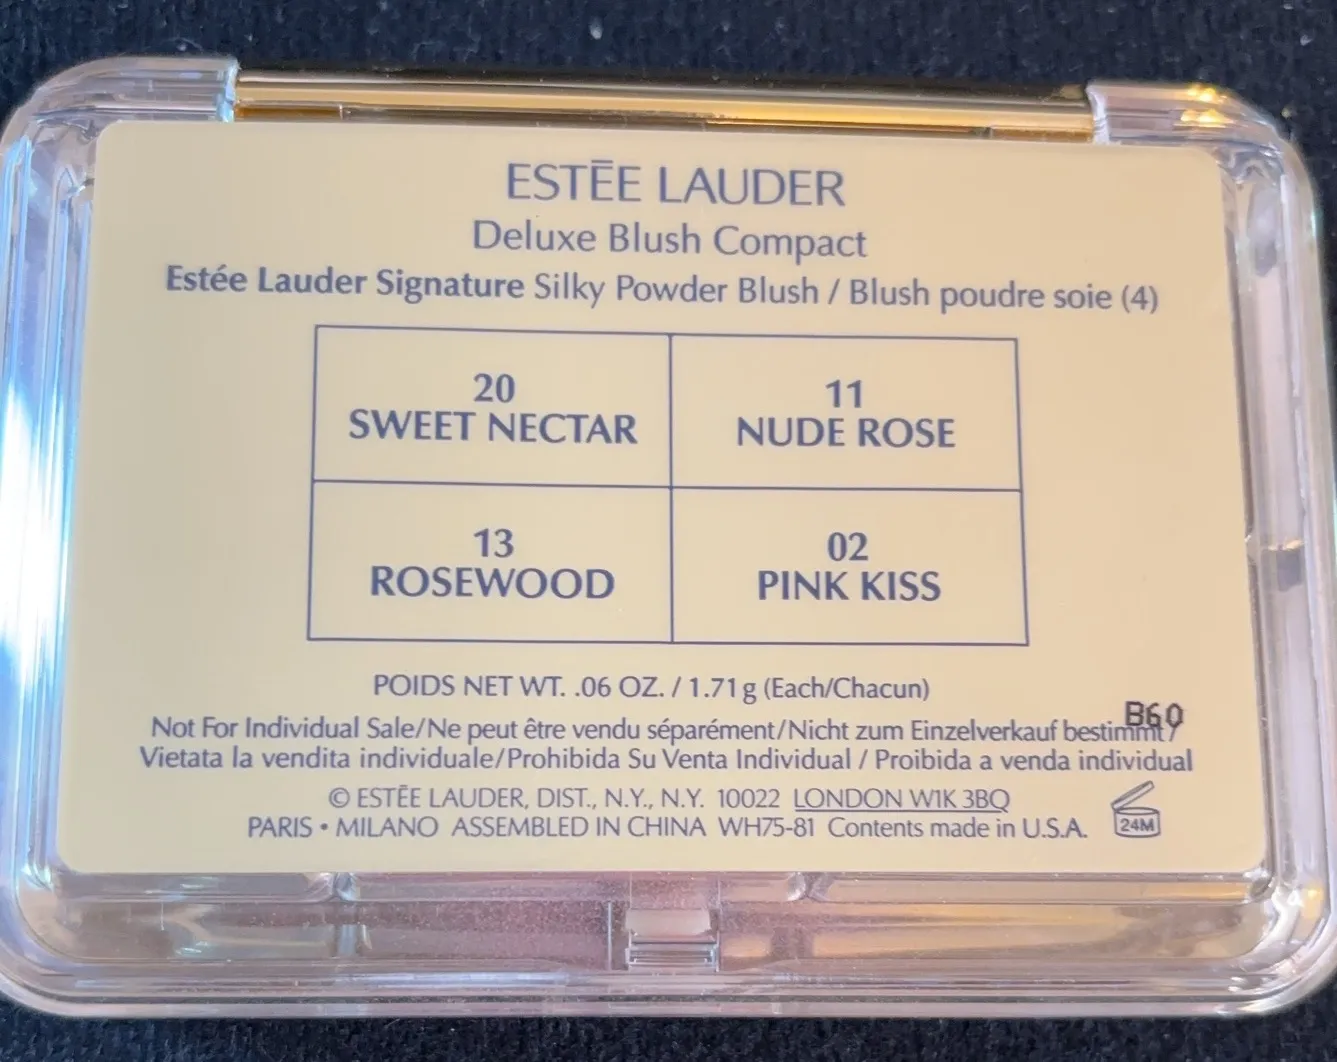 ESTĒE LAUDER
Deluxe Blush Compact
Estée Lauder Signature Silky Powder Blush / Blush poudre soie (4)
20
SWEET NECTAR
11
NUDE ROSE
13
ROSEWOOD
02
PINK KISS
POIDS NET WT. .06 OZ. / 1.71 g (Each/Chacun)
B60
Not For Individual Sale/Ne peut être vendu séparément/Nicht zum Einzelverkauf bestimmt/
Vietata la vendita individuale/Prohibida Su Venta Individual / Proibida a venda individual
© ESTĒE LAUDER, DIST., N.Y., N.Y. 10022 LONDON W1K 3BQ
PARIS • MILANO ASSEMBLED IN CHINA WH75-81 Contents made in U.S.A.
24M